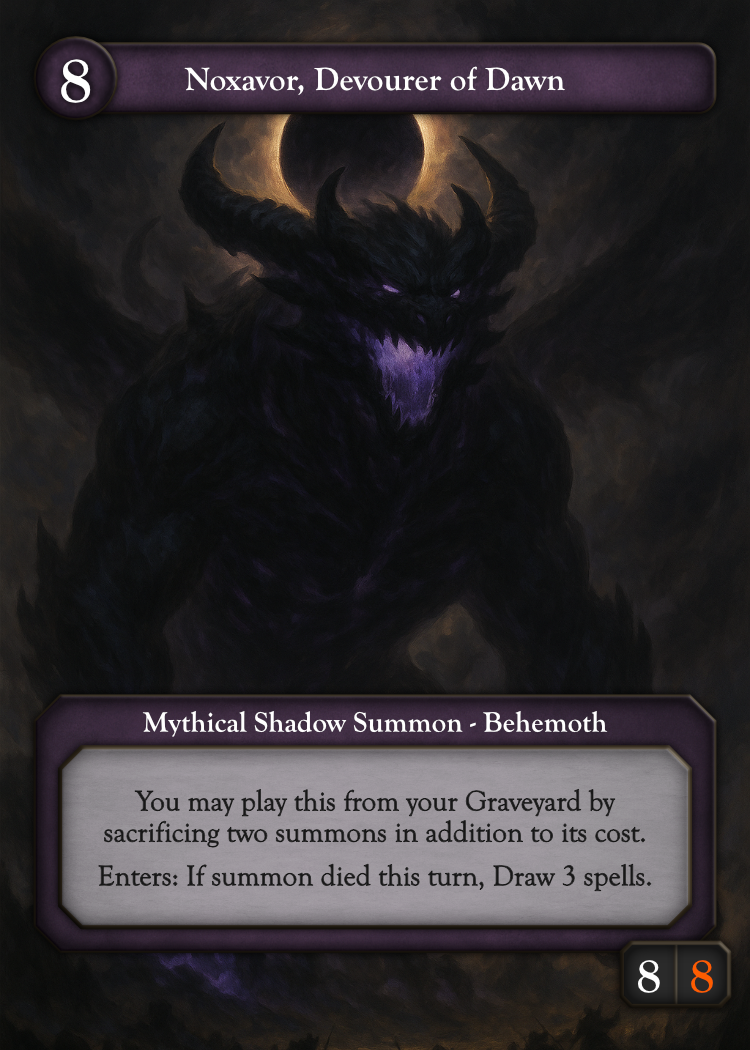 8
Noxavor, Devourer of Dawn
Mythical Shadow Summon - Behemoth
You may play this from your Graveyard by
sacrificing two summons in addition to its cost.
Enters: If summon died this turn, Draw 3 spells.
8 8